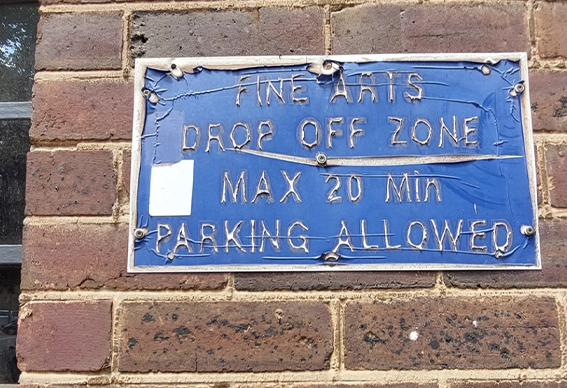 FINE ARTS
DROP OFF ZONE
MAX 20 Min
PARKING ALLOWED